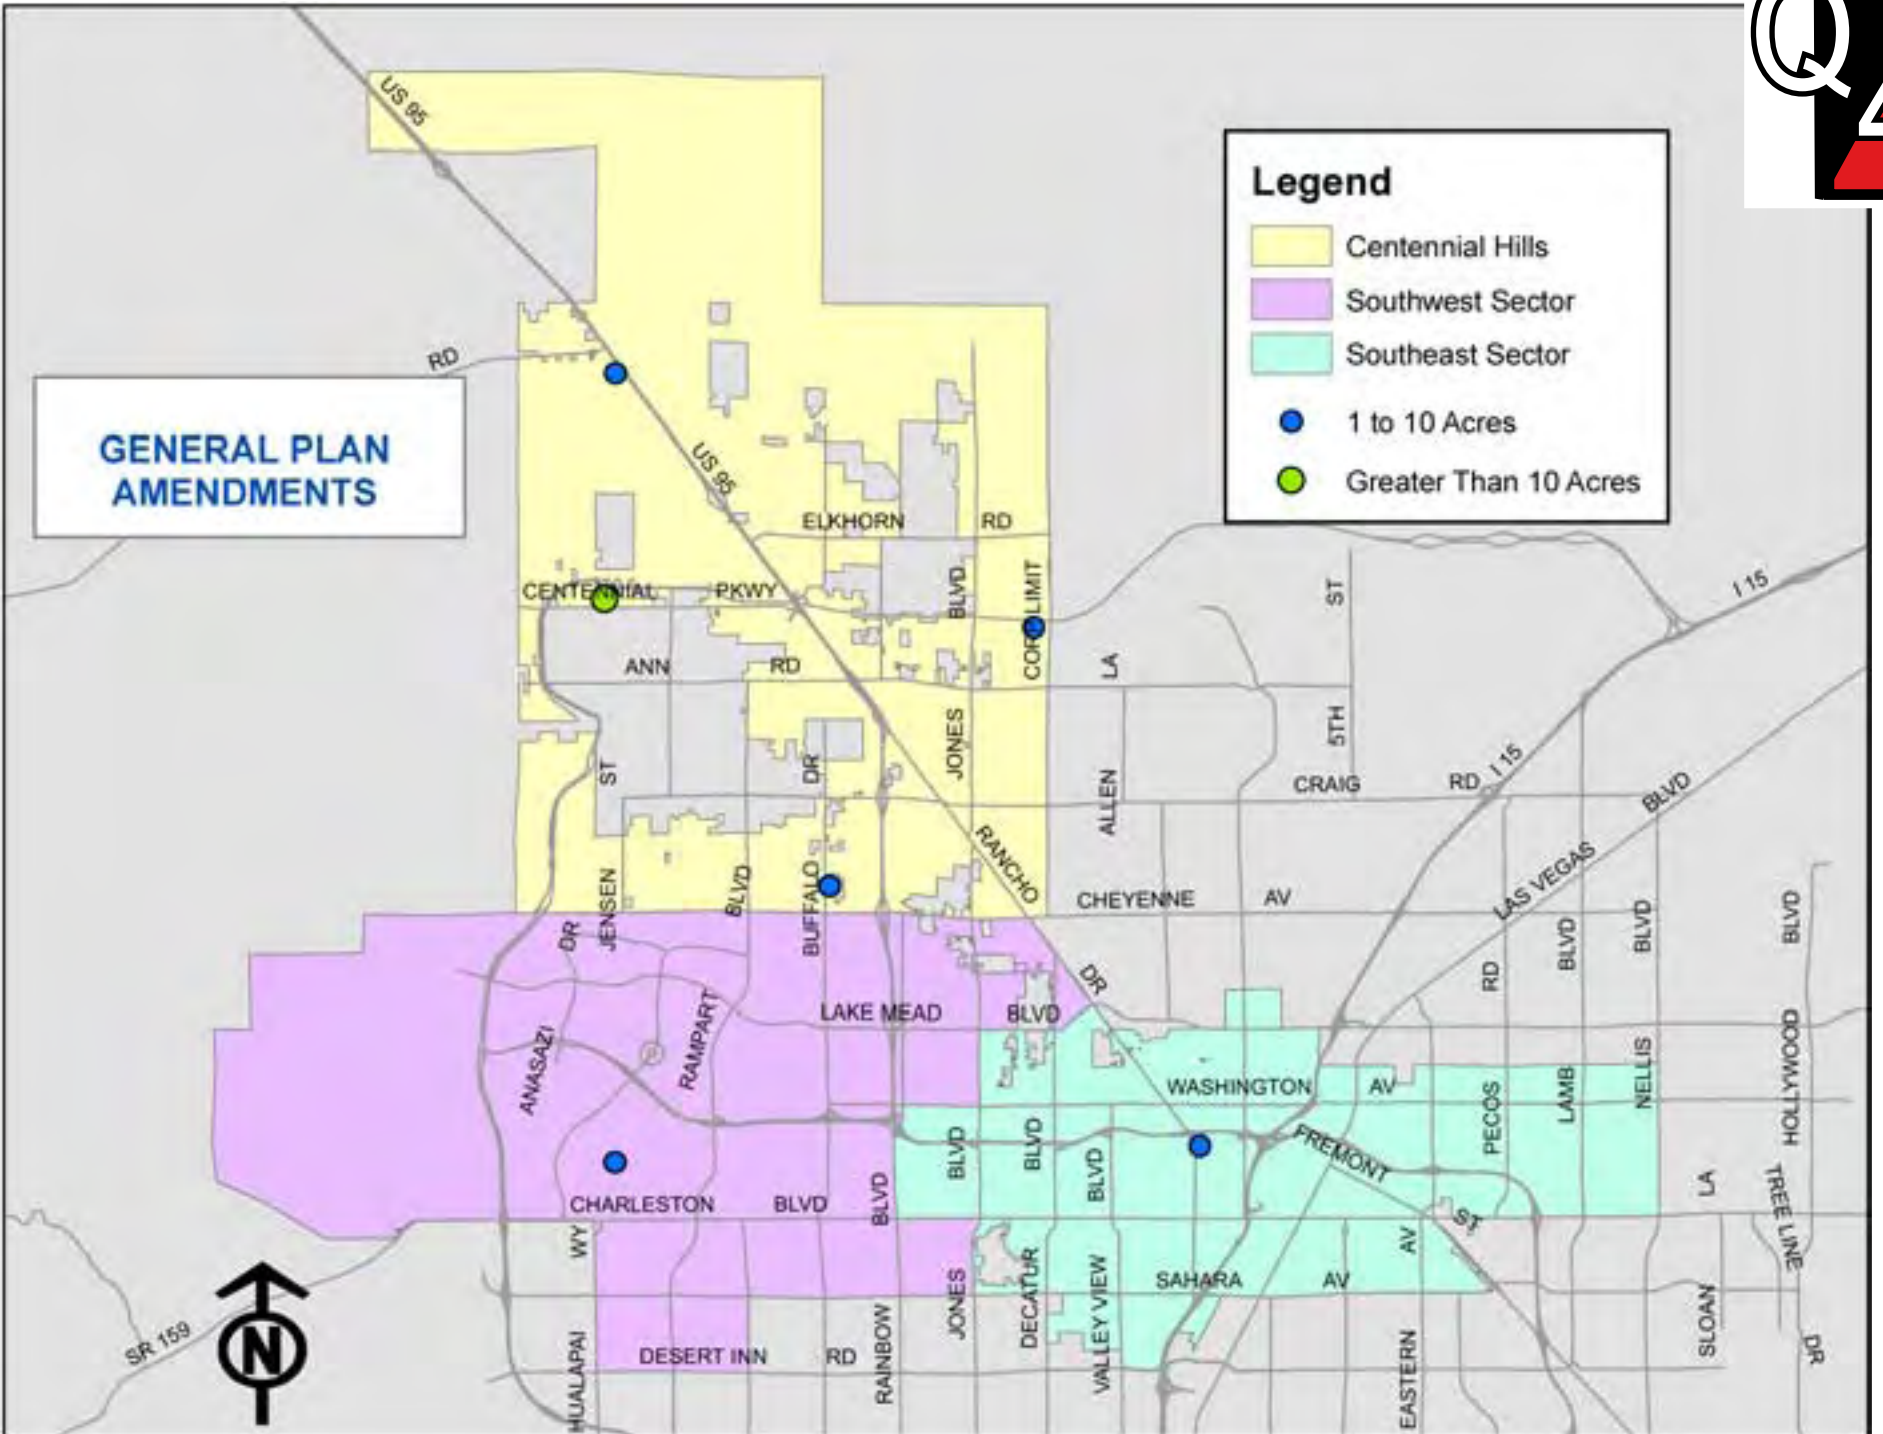 Q
4
US 95
Legend
Centennial Hills
Southwest Sector
Southeast Sector
1 to 10 Acres
Greater Than 10 Acres
RD
GENERAL PLAN
AMENDMENTS
US 95
ELKHORN RD
CENTENNIAL PKWY
BLVD
LIMIT
ST
I 15
ANN RD
LA
JONES
5TH
ST
DR
CRAIG RD
I 15
BLVD
ALLEN
RANCHO
LAS VEGAS
JENSEN
BLVD
BUFFALO
CHEYENNE AV
DR
BLVD
BLVD
BLVD
RD
DR
LAKE MEAD BLVD
RAMPART
ANASAZI
WASHINGTON AV
PECOS
LAMB
NELLIS
HOLLYWOOD
BLVD
BLVD
BLVD
FREMONT
ST
CHARLESTON BLVD
BLVD
LA
TREE LINE
WY
AV
SAHARA AV
JONES
DECATUR
VALLEY VIEW
SLOAN
SR 159
N
DESERT INN RD
RAINBOW
HUALAPAI
EASTERN
DR